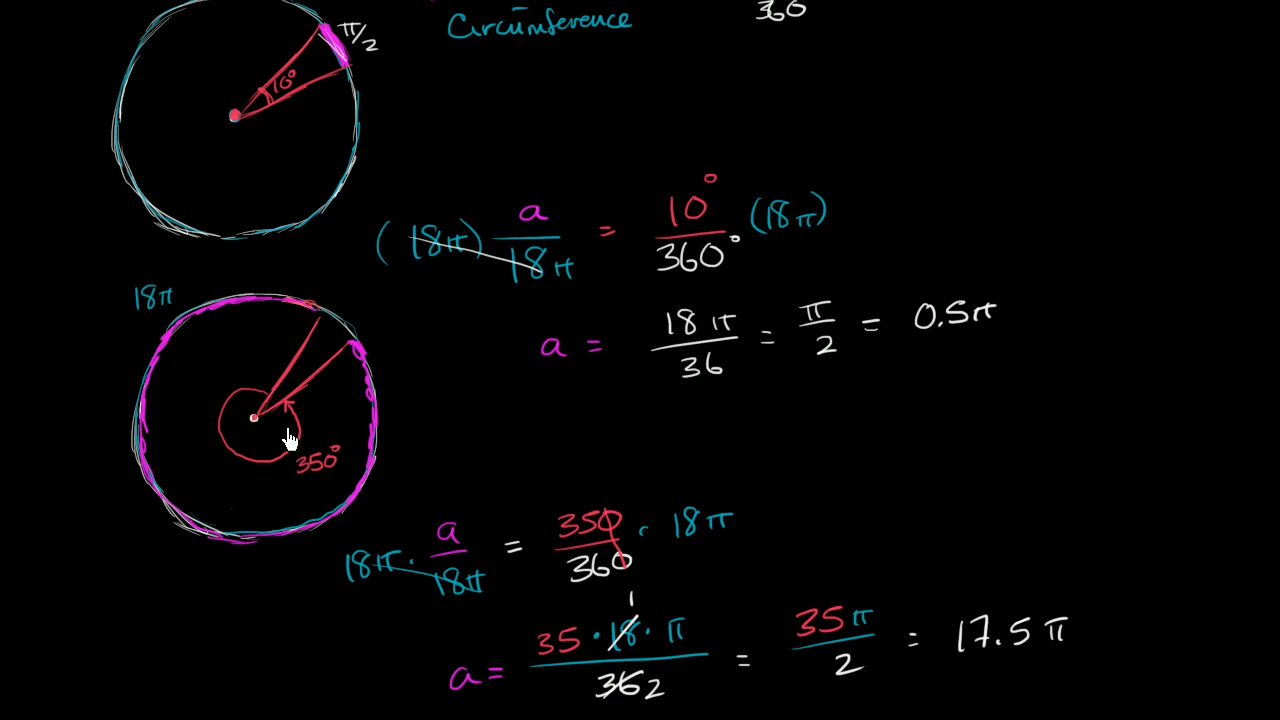 Circumference
360
π/2
10°
(18π) a/18π = 10°/360° (18π)
18π
a = 18π/36 = π/2 = 0.5π
350°
18π · a/18π = 350/360 · 18π
1
a = 35·18·π/36 2 = 35π/2 = 17.5π